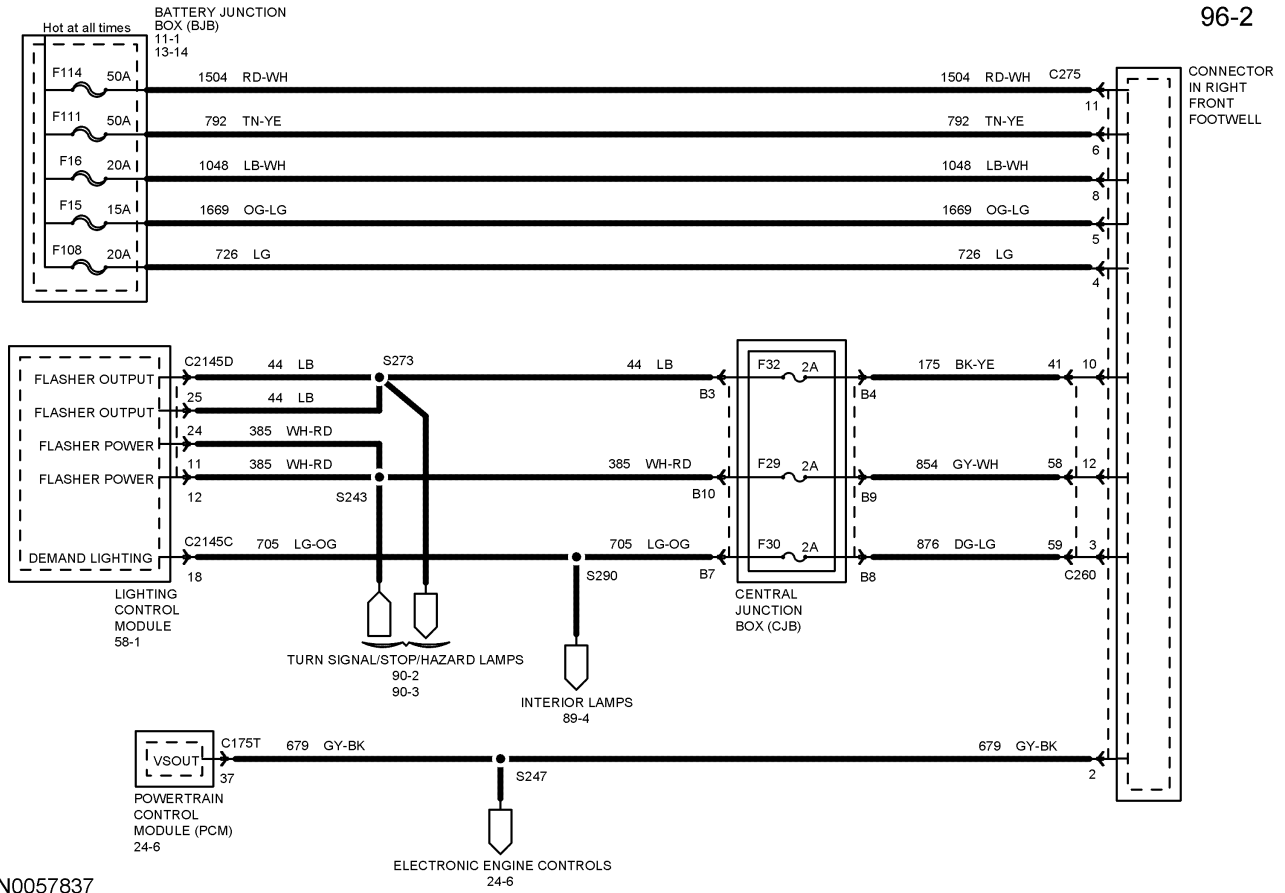 96-2
BATTERY JUNCTION
BOX (BJB)
11-1
13-14
Hot at all times
F114 50A 1504 RD-WH 1504 RD-WH C275
11
F111 50A 792 TN-YE 792 TN-YE
6
F16 20A 1048 LB-WH 1048 LB-WH
8
F15 15A 1669 OG-LG 1669 OG-LG
5
F108 20A 726 LG 726 LG
4
CONNECTOR
IN RIGHT
FRONT
FOOTWELL
C2145D 44 LB S273 44 LB F32 2A 175 BK-YE 41 10
FLASHER OUTPUT
25 44 LB B3 B4
FLASHER OUTPUT
24 385 WH-RD
FLASHER POWER
11 385 WH-RD 385 WH-RD F29 2A 854 GY-WH 58 12
FLASHER POWER
12 S243 B10 B9
C2145C 705 LG-OG 705 LG-OG F30 2A 876 DG-LG 59 3
DEMAND LIGHTING
18 S290 B7 B8 C260
LIGHTING
CONTROL
MODULE
58-1
CENTRAL
JUNCTION
BOX (CJB)
TURN SIGNAL/STOP/HAZARD LAMPS
90-2
90-3
INTERIOR LAMPS
89-4
C175T 679 GY-BK 679 GY-BK
VSOUT
37 S247 2
POWERTRAIN
CONTROL
MODULE (PCM)
24-6
ELECTRONIC ENGINE CONTROLS
24-6
N0057837